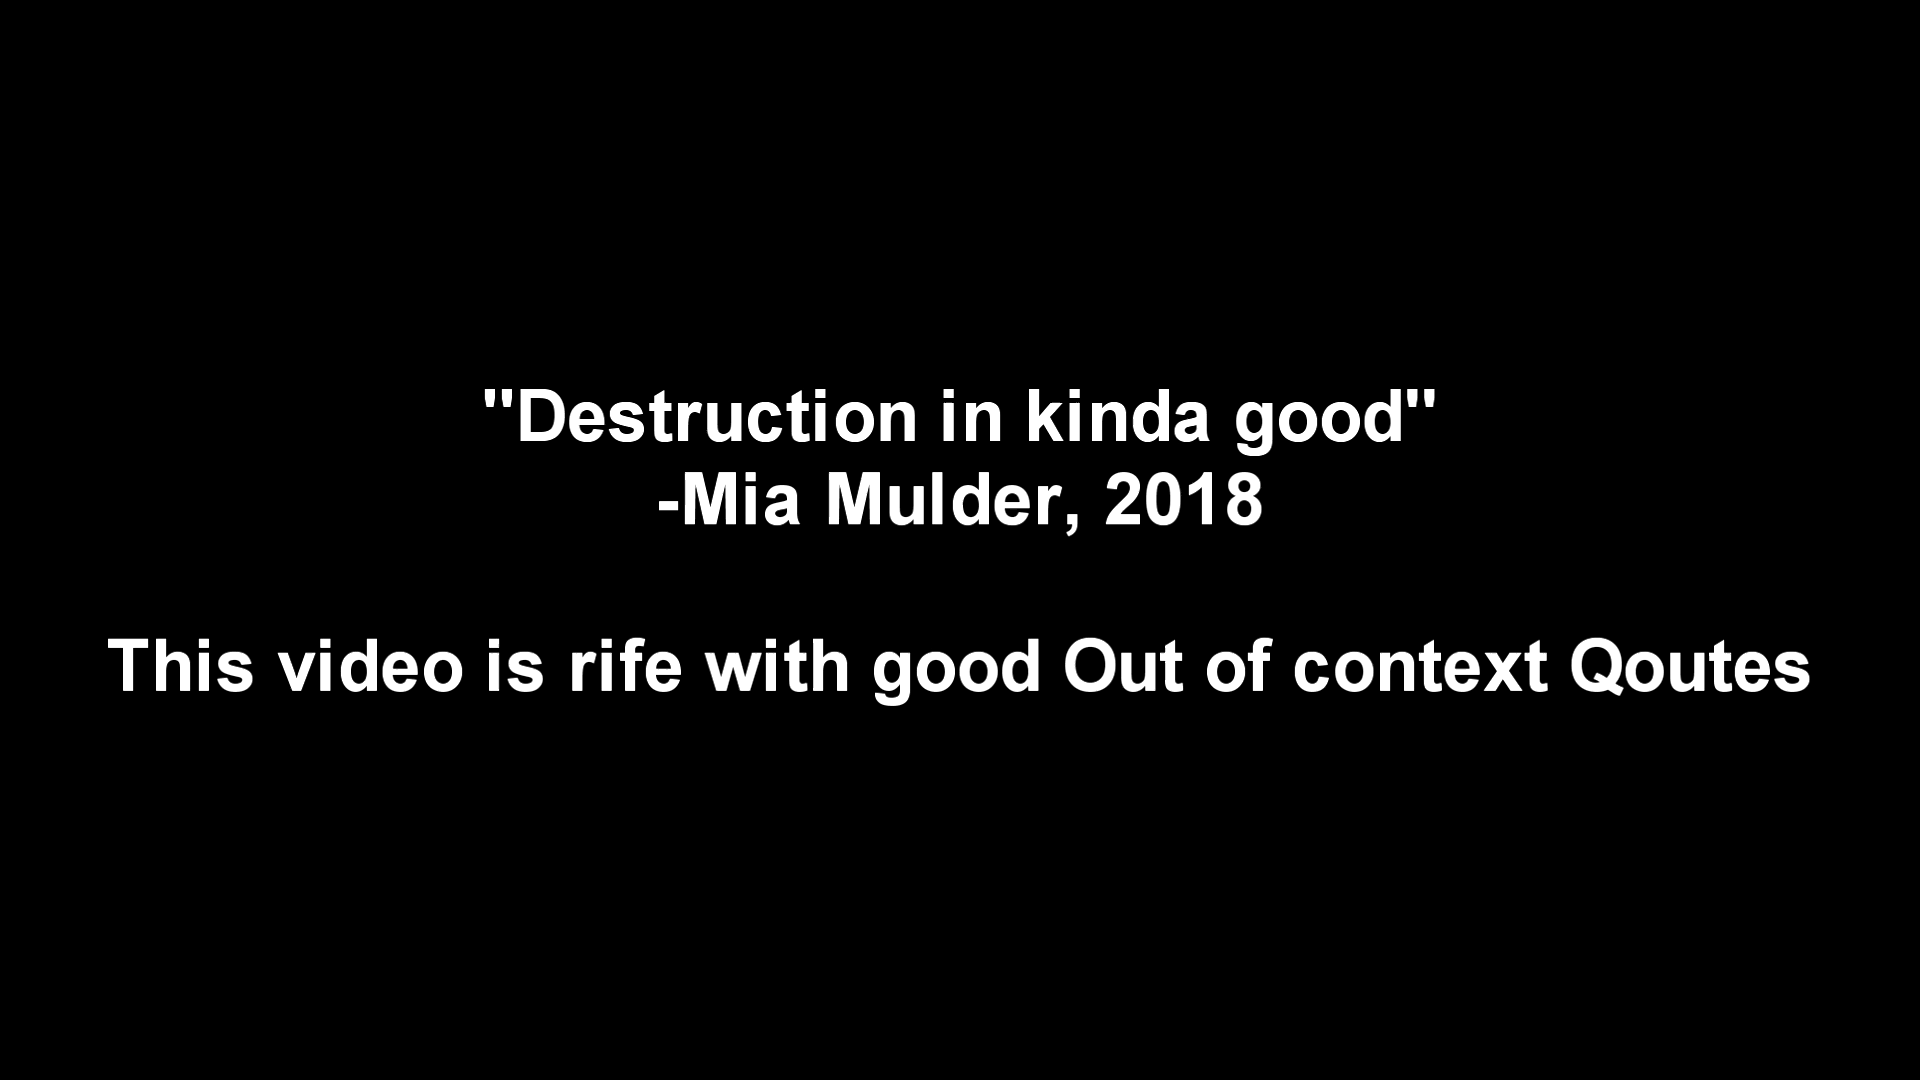 "Destruction in kinda good"
-Mia Mulder, 2018
This video is rife with good Out of context Qoutes